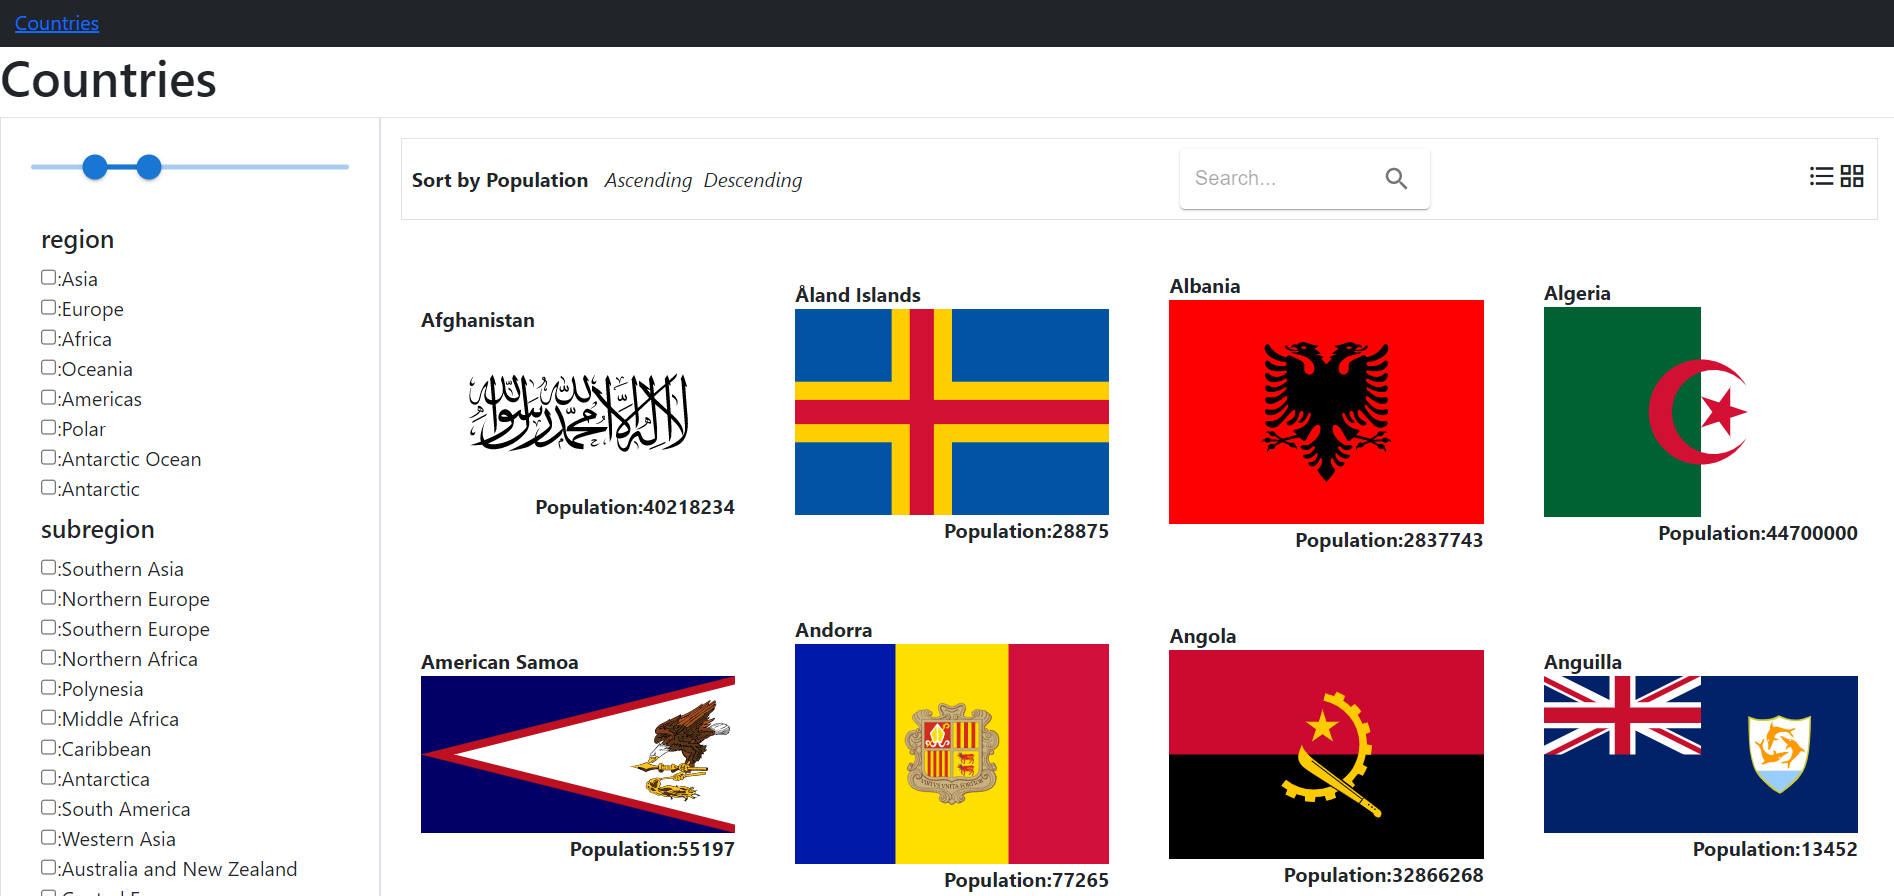 Countries
Countries
Sort by Population Ascending Descending
Search...
region
:Asia
:Europe
:Africa
:Oceania
:Americas
:Polar
:Antarctic Ocean
:Antarctic
subregion
:Southern Asia
:Northern Europe
:Southern Europe
:Northern Africa
:Polynesia
:Middle Africa
:Caribbean
:Antarctica
:South America
:Western Asia
:Australia and New Zealand
Afghanistan
لا إله إلا الله محمد رسول الله
Population:40218234
Åland Islands
Population:28875
Albania
Population:2837743
Algeria
Population:44700000
American Samoa
Population:55197
Andorra
Population:77265
Angola
Population:32866268
Anguilla
Population:13452